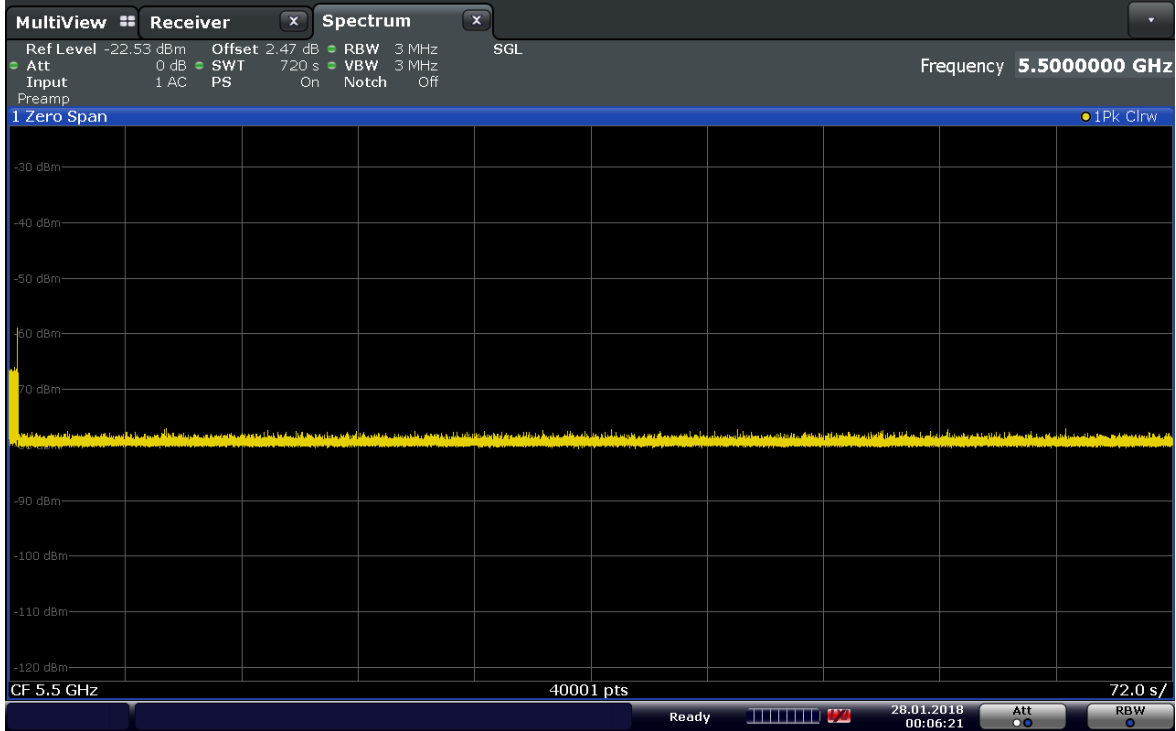 MultiView Receiver X Spectrum X
Ref Level -22.53 dBm Offset 2.47 dB RBW 3 MHz SGL
Att 0 dB SWT 720 s VBW 3 MHz Frequency 5.5000000 GHz
Input 1 AC PS On Notch Off
Preamp
1 Zero Span 1Pk Clrw
-30 dBm
-40 dBm
-50 dBm
-60 dBm
-70 dBm
-90 dBm
-100 dBm
-110 dBm
-120 dBm
CF 5.5 GHz 40001 pts 72.0 s/
Ready 28.01.2018 Att RBW
00:06:21